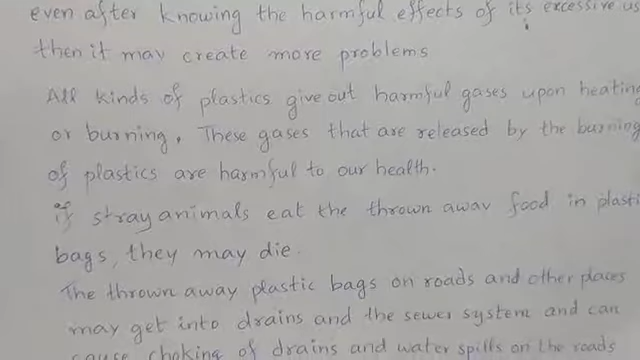 even after knowing the harmful effects of its excessive us
then it may create more problems
All kinds of plastics give out harmful gases upon heating
or burning. These gases that are released by the burning
of plastics are harmful to our health.
if stray animals eat the thrown away food in plasti
bags, they may die.
The thrown away plastic bags on roads and other places
may get into drains and the sewer system and can
cause choking of drains and water spills on the roads